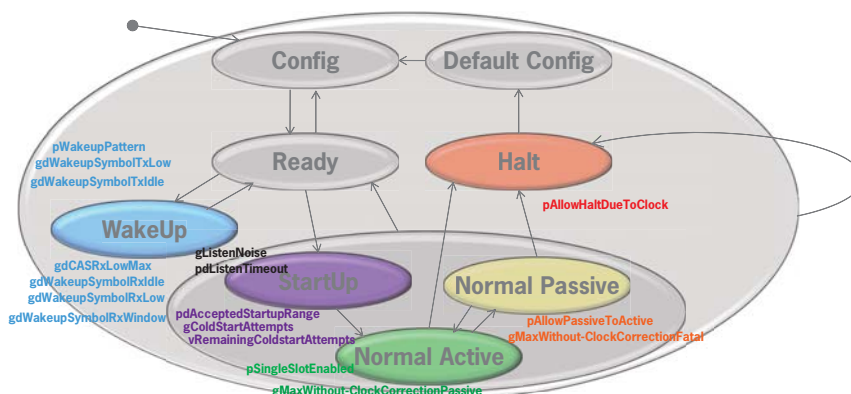 Config
Default Config
pWakeupPattern
gdWakeupSymbolTxLow
gdWakeupSymbolTxIdle
Ready
Halt
pAllowHaltDueToClock
WakeUp
gListenNoise
pdListenTimeout
gdCASRxLowMax
gdWakeupSymbolRxIdle
gdWakeupSymbolRxLow
gdWakeupSymbolRxWindow
StartUp
Normal Passive
pdAcceptedStartupRange
gColdStartAttempts
vRemainingColdstartAttempts
pAllowPassiveToActive
gMaxWithout-ClockCorrectionFatal
Normal Active
pSingleSlotEnabled
gMaxWithout-ClockCorrectionPassive